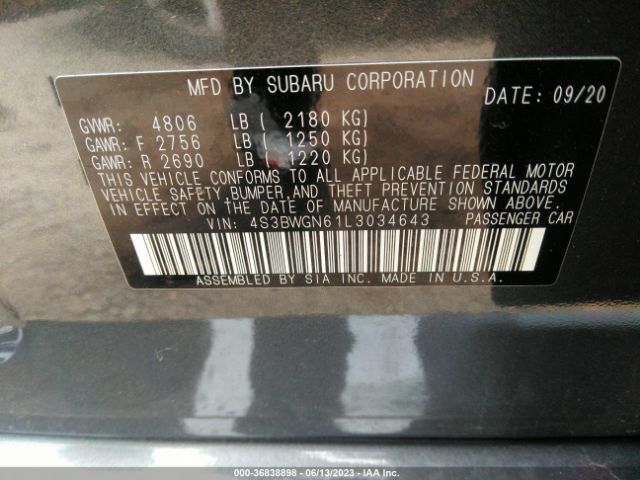 MFD BY SUBARU CORPORATION
DATE: 09/20
GVWR: 4806 LB ( 2180 KG)
GAWR: F 2756 LB ( 1250 KG)
GAWR: R 2690 LB ( 1220 KG)
THIS VEHICLE CONFORMS TO ALL APPLICABLE FEDERAL MOTOR
VEHICLE SAFETY, BUMPER, AND THEFT PREVENTION STANDARDS
IN EFFECT ON THE DATE OF MANUFACTURE SHOWN ABOVE.
VIN: 4S3BWGN61L3034643 PASSENGER CAR
ASSEMBLED BY SIA INC. MADE IN U.S.A.
000-36838898 - 06/13/2023 - IAA Inc.